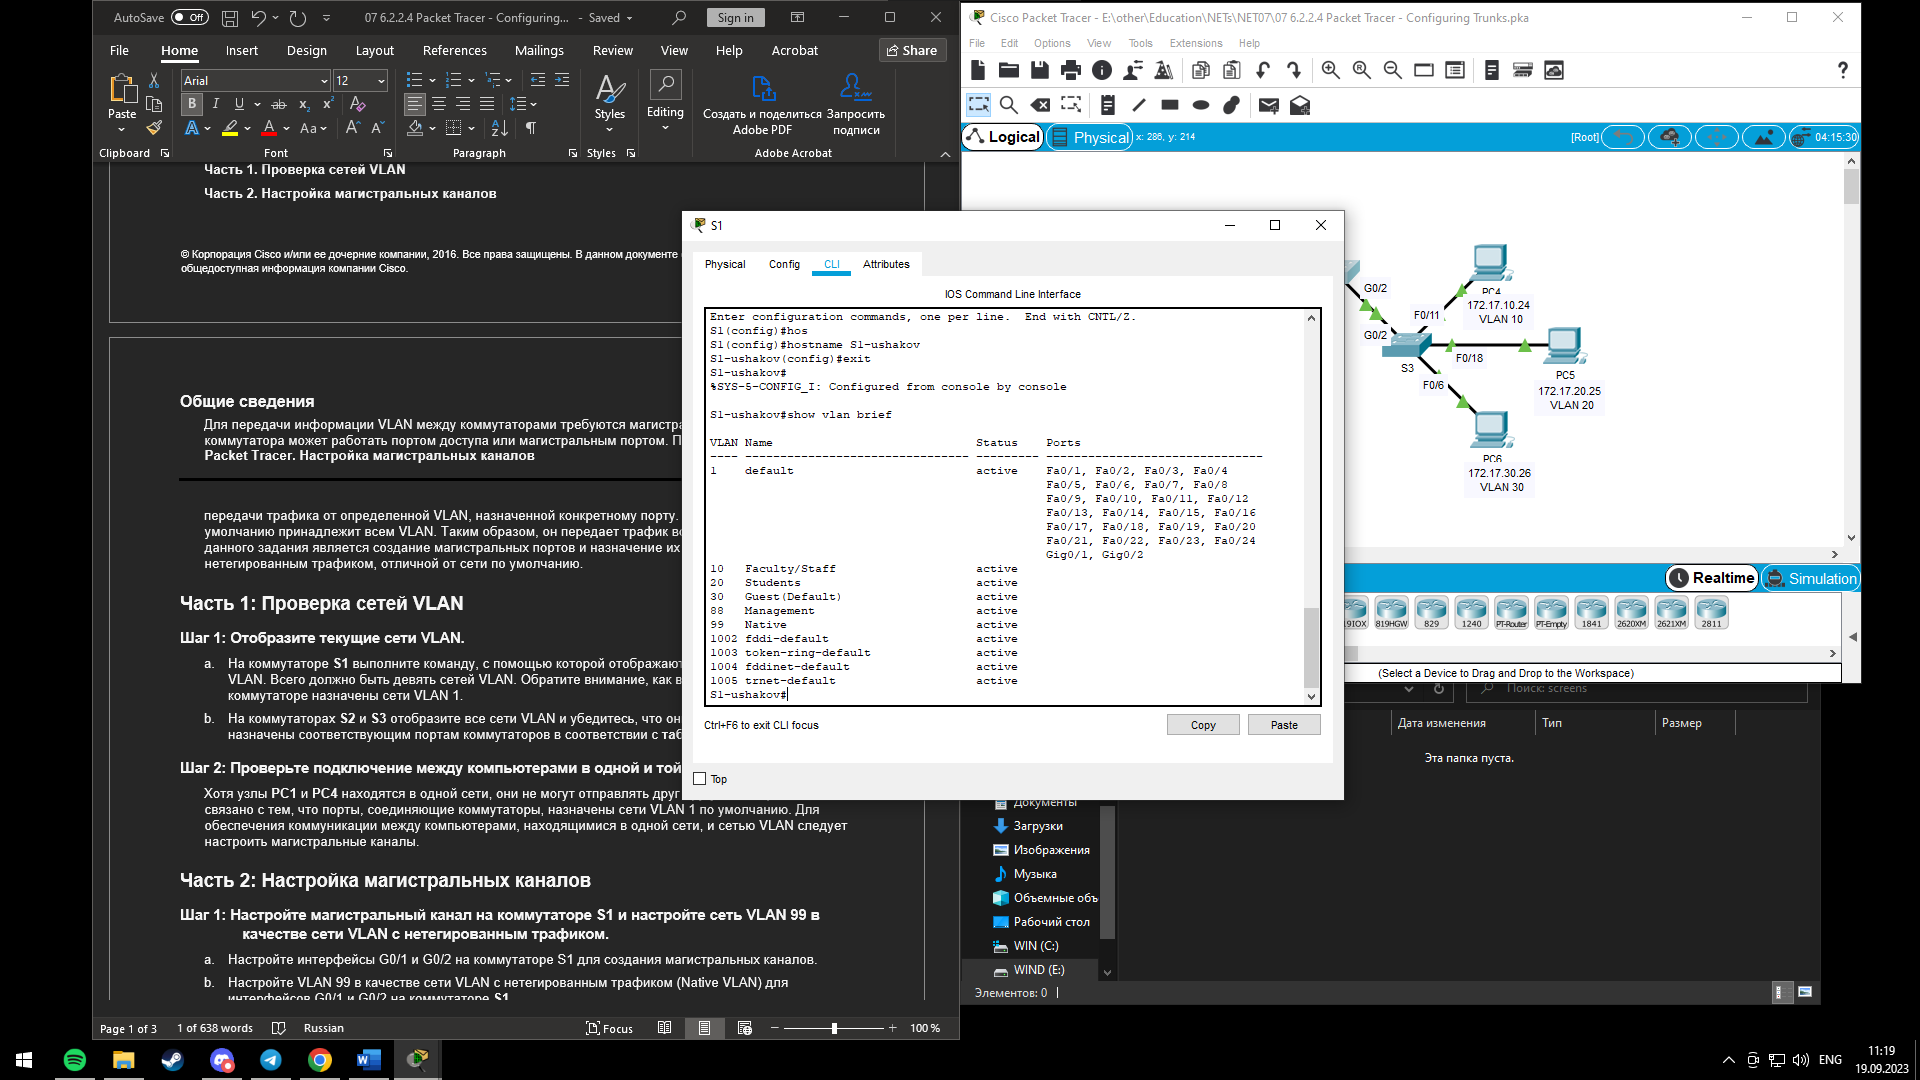 AutoSave Off 07 6.2.2.4 Packet Tracer - Configuring... - Saved Sign in
File Home Insert Design Layout References Mailings Review View Help Acrobat Share
Arial 12
Paste
Styles
Editing
Создать и поделиться Adobe PDF
Запросить подписи
Clipboard Font Paragraph Styles Adobe Acrobat
Часть 1. Проверка сетей VLAN
Часть 2. Настройка магистральных каналов
© Корпорация Cisco и/или ее дочерние компании, 2016. Все права защищены. В данном документе
общедоступная информация компании Cisco.
Общие сведения
Для передачи информации VLAN между коммутаторами требуются
коммутатора может работать портом доступа или магистральным портом.
Packet Tracer. Настройка магистральных каналов
передачи трафика от определенной VLAN, назначенной конкретному порту.
умолчанию принадлежит всем VLAN. Таким образом, он передает трафик
данного задания является создание магистральных портов и назначение их
нетегированным трафиком, отличной от сети по умолчанию.
Часть 1: Проверка сетей VLAN
Шаг 1: Отобразите текущие сети VLAN.
a. На коммутаторе S1 выполните команду, с помощью которой
VLAN. Всего должно быть девять сетей VLAN. Обратите внимание, как
коммутаторе назначены сети VLAN 1.
b. На коммутаторах S2 и S3 отобразите все сети VLAN и убедитесь, что
назначены соответствующим портам коммутаторов в соответствии с
Шаг 2: Проверьте подключение между компьютерами в одной и той
Хотя узлы PC1 и PC4 находятся в одной сети, они не могут отправлять
связано с тем, что порты, соединяющие коммутаторы, назначены сети VLAN 1 по умолчанию. Для
обеспечения коммуникации между компьютерами, находящимися в одной сети, и сетью VLAN следует
настроить магистральные каналы.
Часть 2: Настройка магистральных каналов
Шаг 1: Настройте магистральный канал на коммутаторе S1 и настройте сеть VLAN 99 в
качестве сети VLAN с нетегированным трафиком.
a. Настройте интерфейсы G0/1 и G0/2 на коммутаторе S1 для создания магистральных каналов.
b. Настройте VLAN 99 в качестве сети VLAN с нетегированным трафиком (Native VLAN) для
интерфейсов G0/1 и G0/2 на коммутаторе S1
Page 1 of 3 1 of 638 words Russian Focus 100 %
Cisco Packet Tracer - E:\other\Education\NETs\NET07\07 6.2.2.4 Packet Tracer - Configuring Trunks.pka
File Edit Options View Tools Extensions Help
Logical Physical x: 286, y: 214 [Root] 04:15:30
G0/2
PC4
172.17.10.24
VLAN 10
F0/11
G0/2
S3
F0/18
PC5
172.17.20.25
VLAN 20
F0/6
PC6
172.17.30.26
VLAN 30
Realtime Simulation
819HGW 829 1240 PT-Router PT-Empty 1841 2620XM 2621XM 2811
(Select a Device to Drag and Drop to the Workspace)
S1
Physical Config CLI Attributes
IOS Command Line Interface
Enter configuration commands, one per line. End with CNTL/Z.
S1(config)#hos
S1(config)#hostname S1-ushakov
S1-ushakov(config)#exit
S1-ushakov#
%SYS-5-CONFIG_I: Configured from console by console
S1-ushakov#show vlan brief
VLAN Name Status Ports
---- -------------------------------- --------- -------------------------------
1 default active Fa0/1, Fa0/2, Fa0/3, Fa0/4
Fa0/5, Fa0/6, Fa0/7, Fa0/8
Fa0/9, Fa0/10, Fa0/11, Fa0/12
Fa0/13, Fa0/14, Fa0/15, Fa0/16
Fa0/17, Fa0/18, Fa0/19, Fa0/20
Fa0/21, Fa0/22, Fa0/23, Fa0/24
Gig0/1, Gig0/2
10 Faculty/Staff active
20 Students active
30 Guest(Default) active
88 Management active
99 Native active
1002 fddi-default active
1003 token-ring-default active
1004 fddinet-default active
1005 trnet-default active
S1-ushakov#
Ctrl+F6 to exit CLI focus Copy Paste
Top
Поиск: screens
Дата изменения Тип Размер
Эта папка пуста.
Документы
Загрузки
Изображения
Музыка
Объемные объ
Рабочий стол
WIN (C:)
WIND (E:)
Элементов: 0
ENG
11:19
19.09.2023